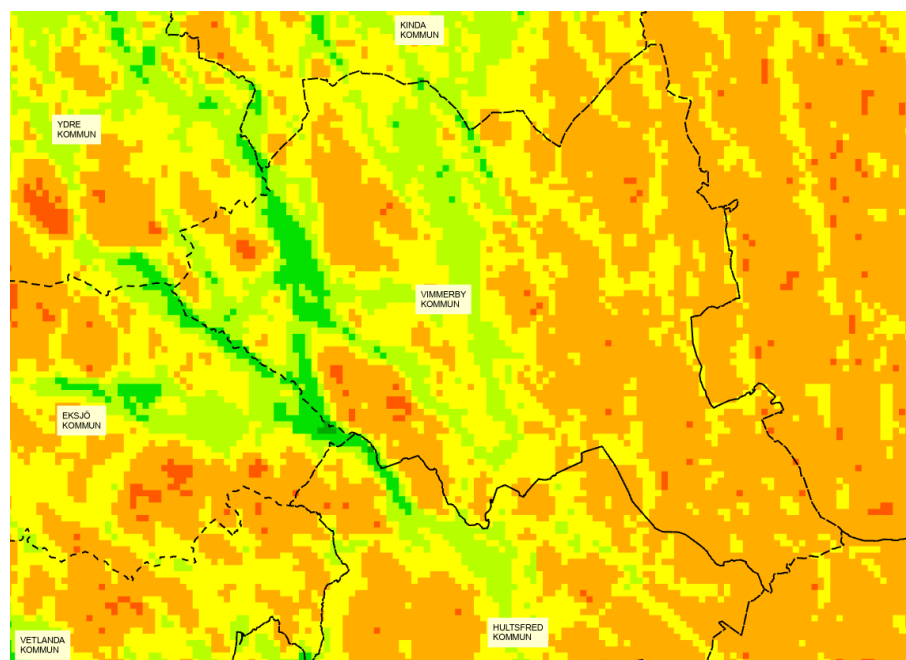 KINDA
KOMMUN
YDRE
KOMMUN
VIMMERBY
KOMMUN
EKSJÖ
KOMMUN
HULTSFRED
KOMMUN
VETLANDA
KOMMUN